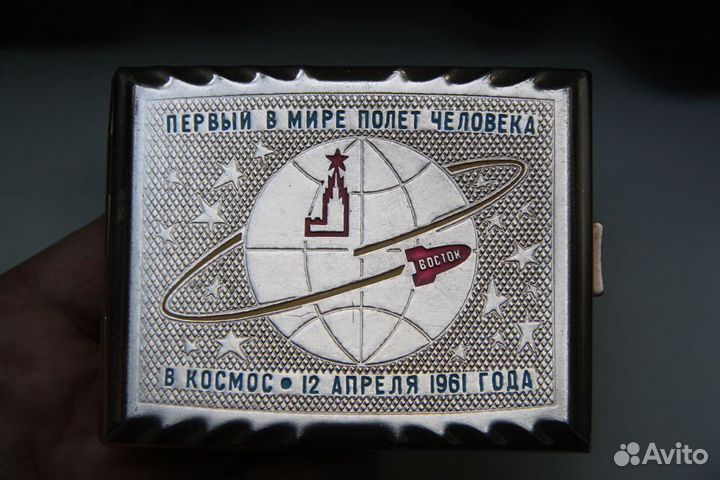 ПЕРВЫЙ В МИРЕ ПОЛЕТ ЧЕЛОВЕКА
ВОСТОК
В КОСМОС • 12 АПРЕЛЯ 1961 ГОДА
Avito